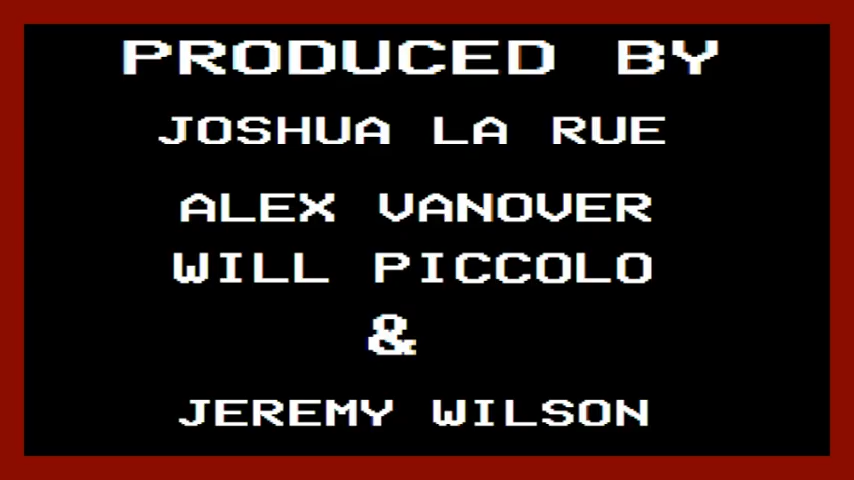 PRODUCED BY
JOSHUA LA RUE
ALEX VANOVER
WILL PICCOLO
&
JEREMY WILSON